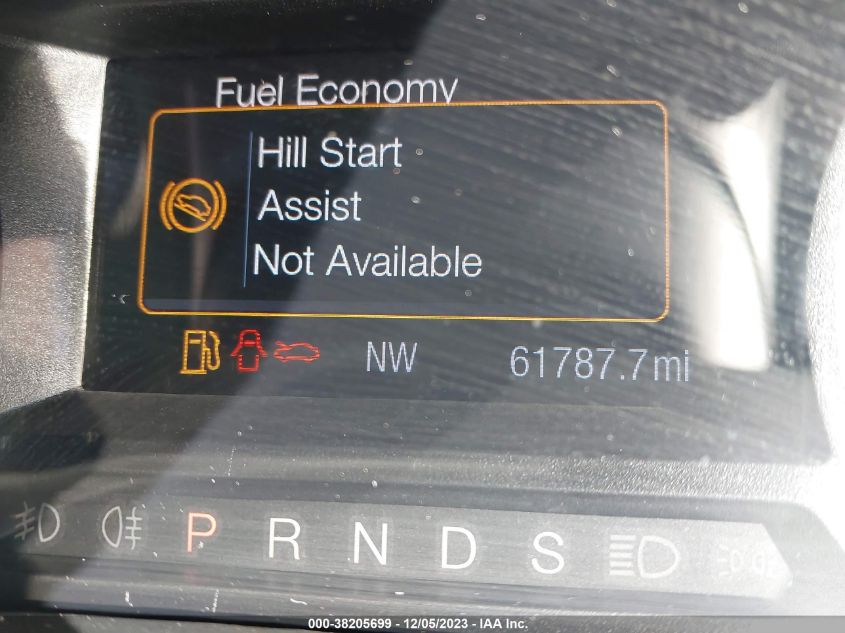 Fuel Economy
Hill Start
Assist
Not Available
NW 61787.7mi
P R N D S
000-38205699 - 12/05/2023 - IAA Inc.